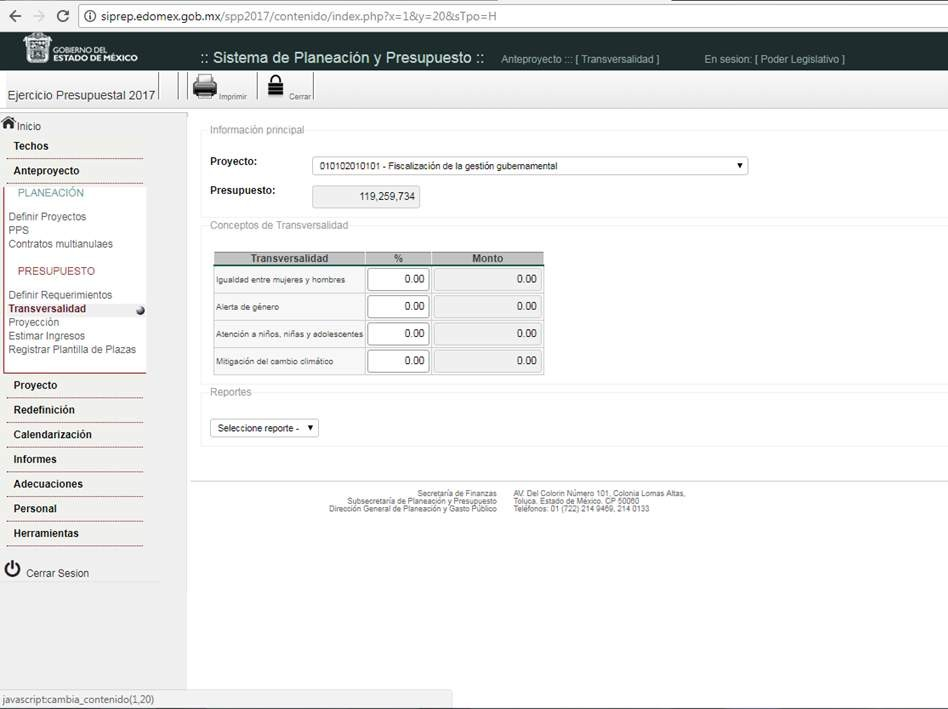 siprep.edomex.gob.mx/spp2017/contenido/index.php?x=1&y=20&sTpo=H
GOBIERNO DEL
ESTADO DE MÉXICO
:: Sistema de Planeación y Presupuesto ::
Anteproyecto ::: [ Transversalidad ]
En sesion: [ Poder Legislativo ]
Ejercicio Presupuestal 2017
Imprimir
Cerrar
Inicio
Techos
Anteproyecto
PLANEACIÓN
Definir Proyectos
PPS
Contratos multianulaes
PRESUPUESTO
Definir Requerimientos
Transversalidad
Proyección
Estimar Ingresos
Registrar Plantilla de Plazas
Proyecto
Redefinición
Calendarización
Informes
Adecuaciones
Personal
Herramientas
Cerrar Sesion
Información principal
Proyecto: 010102010101 - Fiscalización de la gestión gubernamental
Presupuesto: 119,259,734
Conceptos de Transversalidad
Transversalidad % Monto
Igualdad entre mujeres y hombres 0.00 0.00
Alerta de género 0.00 0.00
Atención a niños, niñas y adolescentes 0.00 0.00
Mitigación del cambio climático 0.00 0.00
Reportes
Seleccione reporte -
Secretaría de Finanzas
Subsecretaría de Planeación y Presupuesto
Dirección General de Planeación y Gasto Público
AV. Del Colorin Número 101, Colonia Lomas Altas,
Toluca, Estado de México, CP 50060
Teléfonos: 01 (722) 214 9469, 214 0133
javascript:cambia_contenido(1,20)